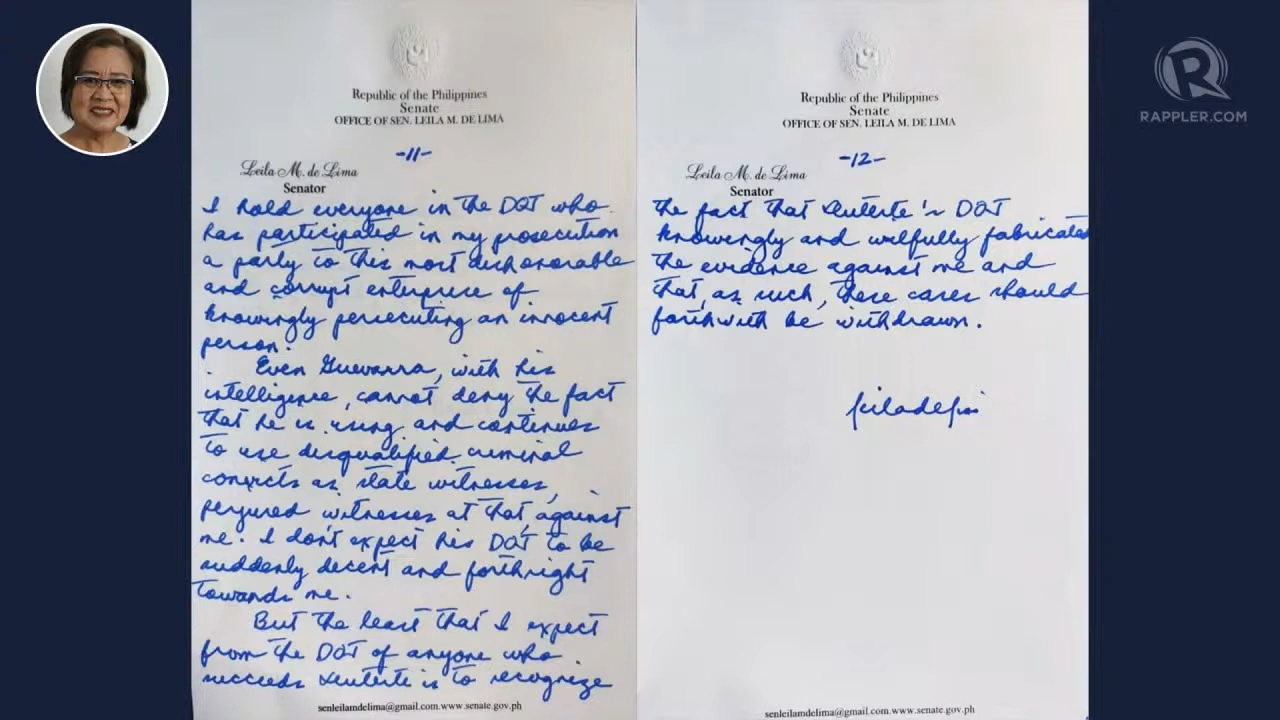 Republic of the Philippines
Senate
OFFICE OF SEN. LEILA M. DE LIMA
-11-
Leila M. de Lima
Senator
I hold everyone in the DOJ who
has participated in my prosecution
a party to this most dishonorable
and corrupt enterprise of
knowingly persecuting an innocent
person.
Even Guevarra, with his
intelligence, cannot deny the fact
that he is using and continues
to use disqualified criminal
convicts as state witnesses,
perjured witnesses at that, against
me. I don't expect his DOJ to be
suddenly decent and forthright
towards me.
But the least that I expect
from the DOJ of anyone who
succeeds Duterte is to recognize
senleilamdelima@gmail.com.www.senate.gov.ph
Republic of the Philippines
Senate
OFFICE OF SEN. LEILA M. DE LIMA
-12-
Leila M. de Lima
Senator
the fact that Duterte's DOJ
knowingly and wilfully fabricated
the evidence against me and
that, as such, these cases should
forthwith be withdrawn.
senleilamdelima@gmail.com.www.senate.gov.ph
R
RAPPLER.COM